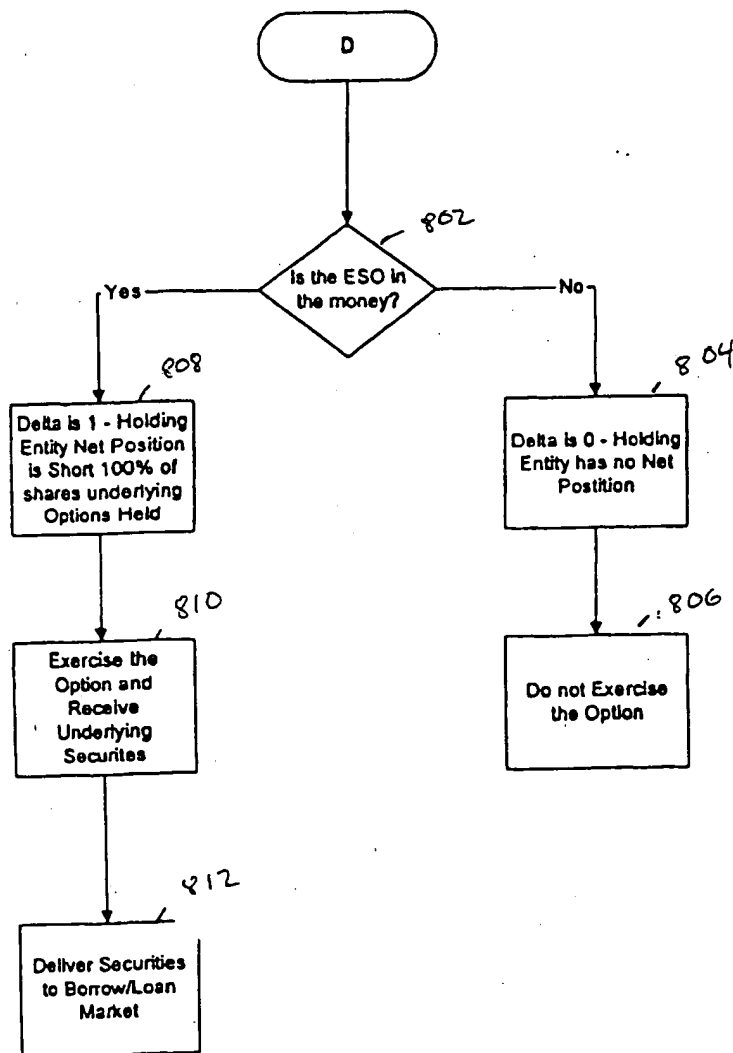 D
802
Is the ESO in
the money?
Yes
No
808
804
Delta is 1 - Holding
Entity Net Position
is Short 100% of
shares underlying
Options Held
Delta is 0 - Holding
Entity has no Net
Postition
810
806
Exercise the
Option and
Receive
Underlying
Securites
Do not Exercise
the Option
812
Deliver Securities
to Borrow/Loan
Market